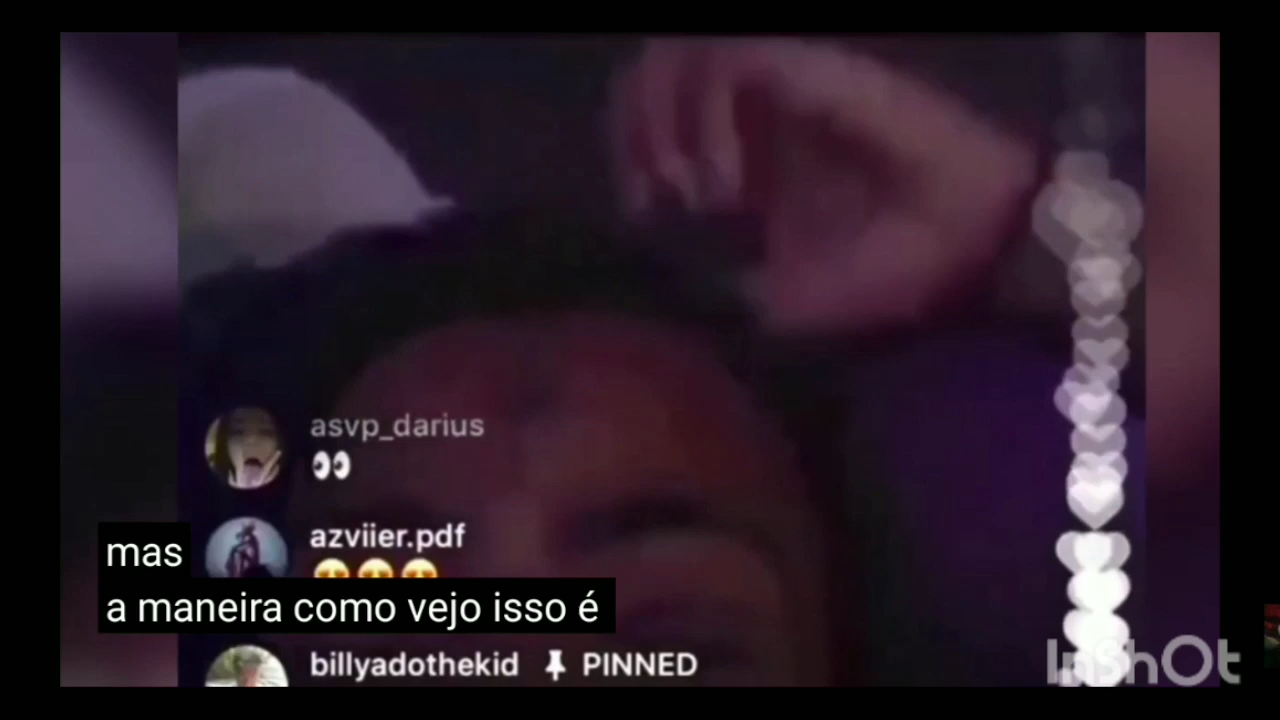 asvp_darius
👀
azviier.pdf
😍😍😍
mas
a maneira como vejo isso é
billyadothekid 📌 PINNED
InShOt